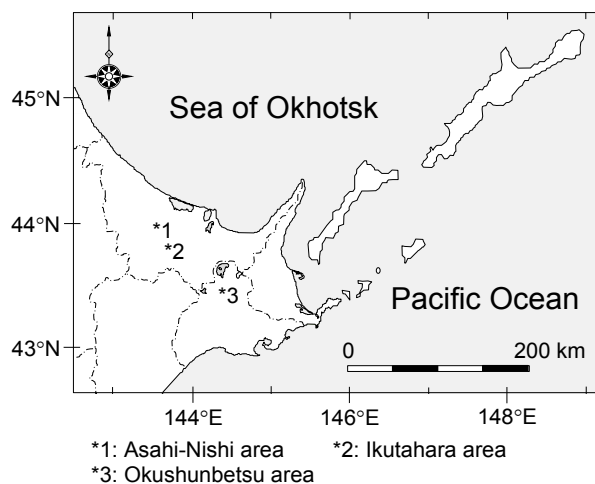 45°N
Sea of Okhotsk
44°N
*1
*2
*3
Pacific Ocean
43°N
0 200 km
144°E 146°E 148°E
*1: Asahi-Nishi area *2: Ikutahara area
*3: Okushunbetsu area